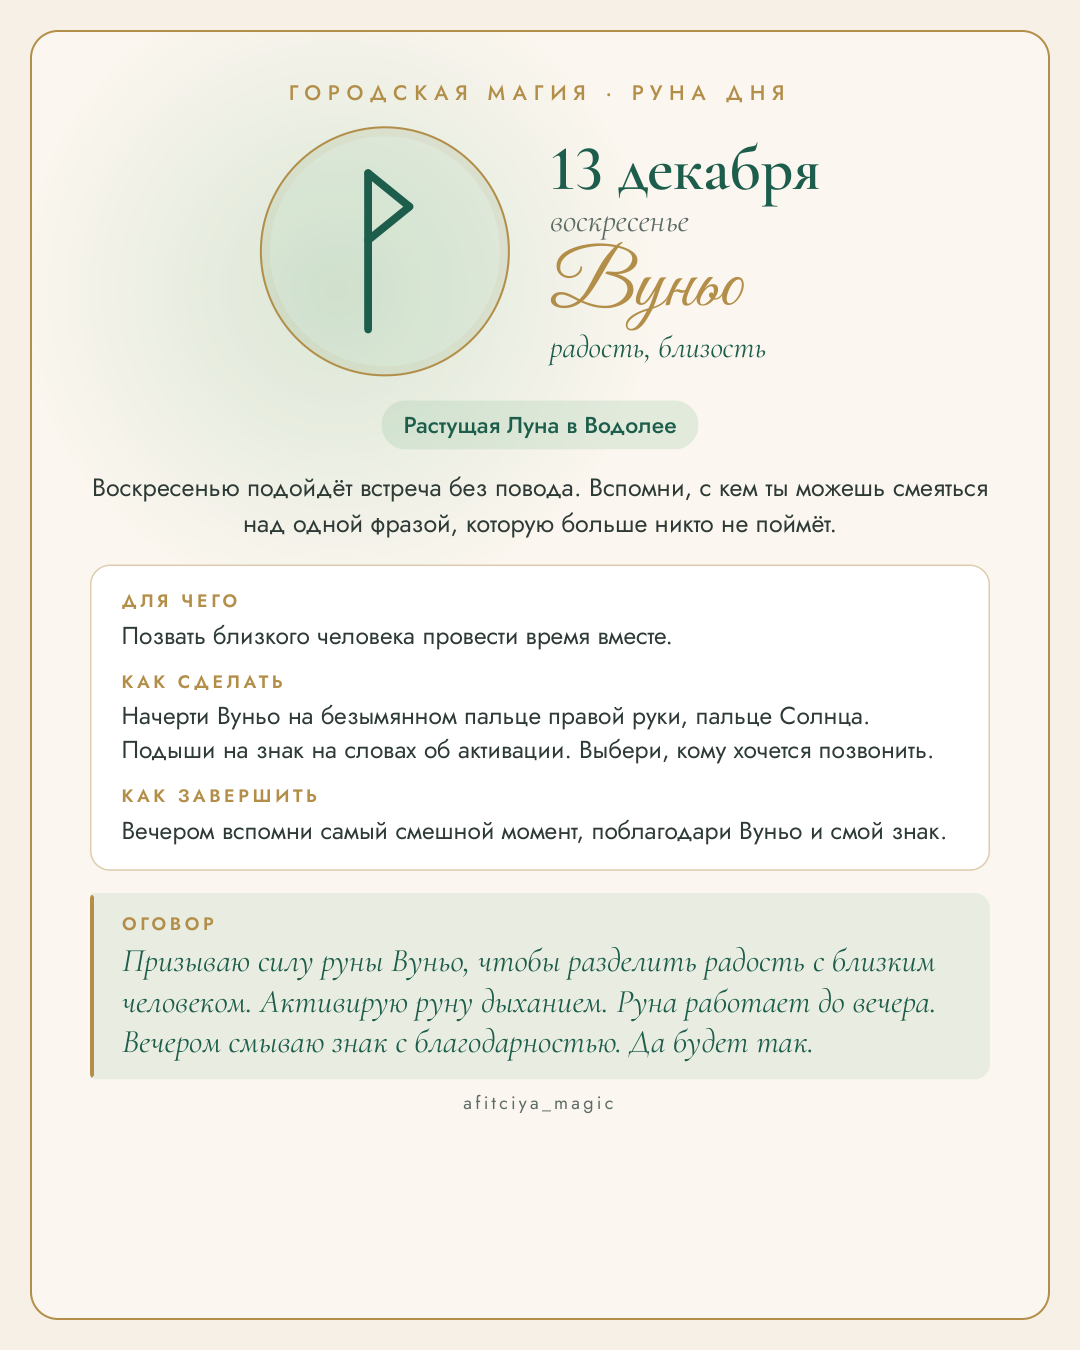 ГОРОДСКАЯ МАГИЯ · РУНА ДНЯ
13 декабря
воскресенье
Вуньо
радость, близость
Растущая Луна в Водолее
Воскресенью подойдёт встреча без повода. Вспомни, с кем ты можешь смеяться
над одной фразой, которую больше никто не поймёт.
ДЛЯ ЧЕГО
Позвать близкого человека провести время вместе.
КАК СДЕЛАТЬ
Начерти Вуньо на безымянном пальце правой руки, пальце Солнца.
Подыши на знак на словах об активации. Выбери, кому хочется позвонить.
КАК ЗАВЕРШИТЬ
Вечером вспомни самый смешной момент, поблагодари Вуньо и смой знак.
ОГОВОР
Призываю силу руны Вуньо, чтобы разделить радость с близким
человеком. Активирую руну дыханием. Руна работает до вечера.
Вечером смываю знак с благодарностью. Да будет так.
afitciya_magic